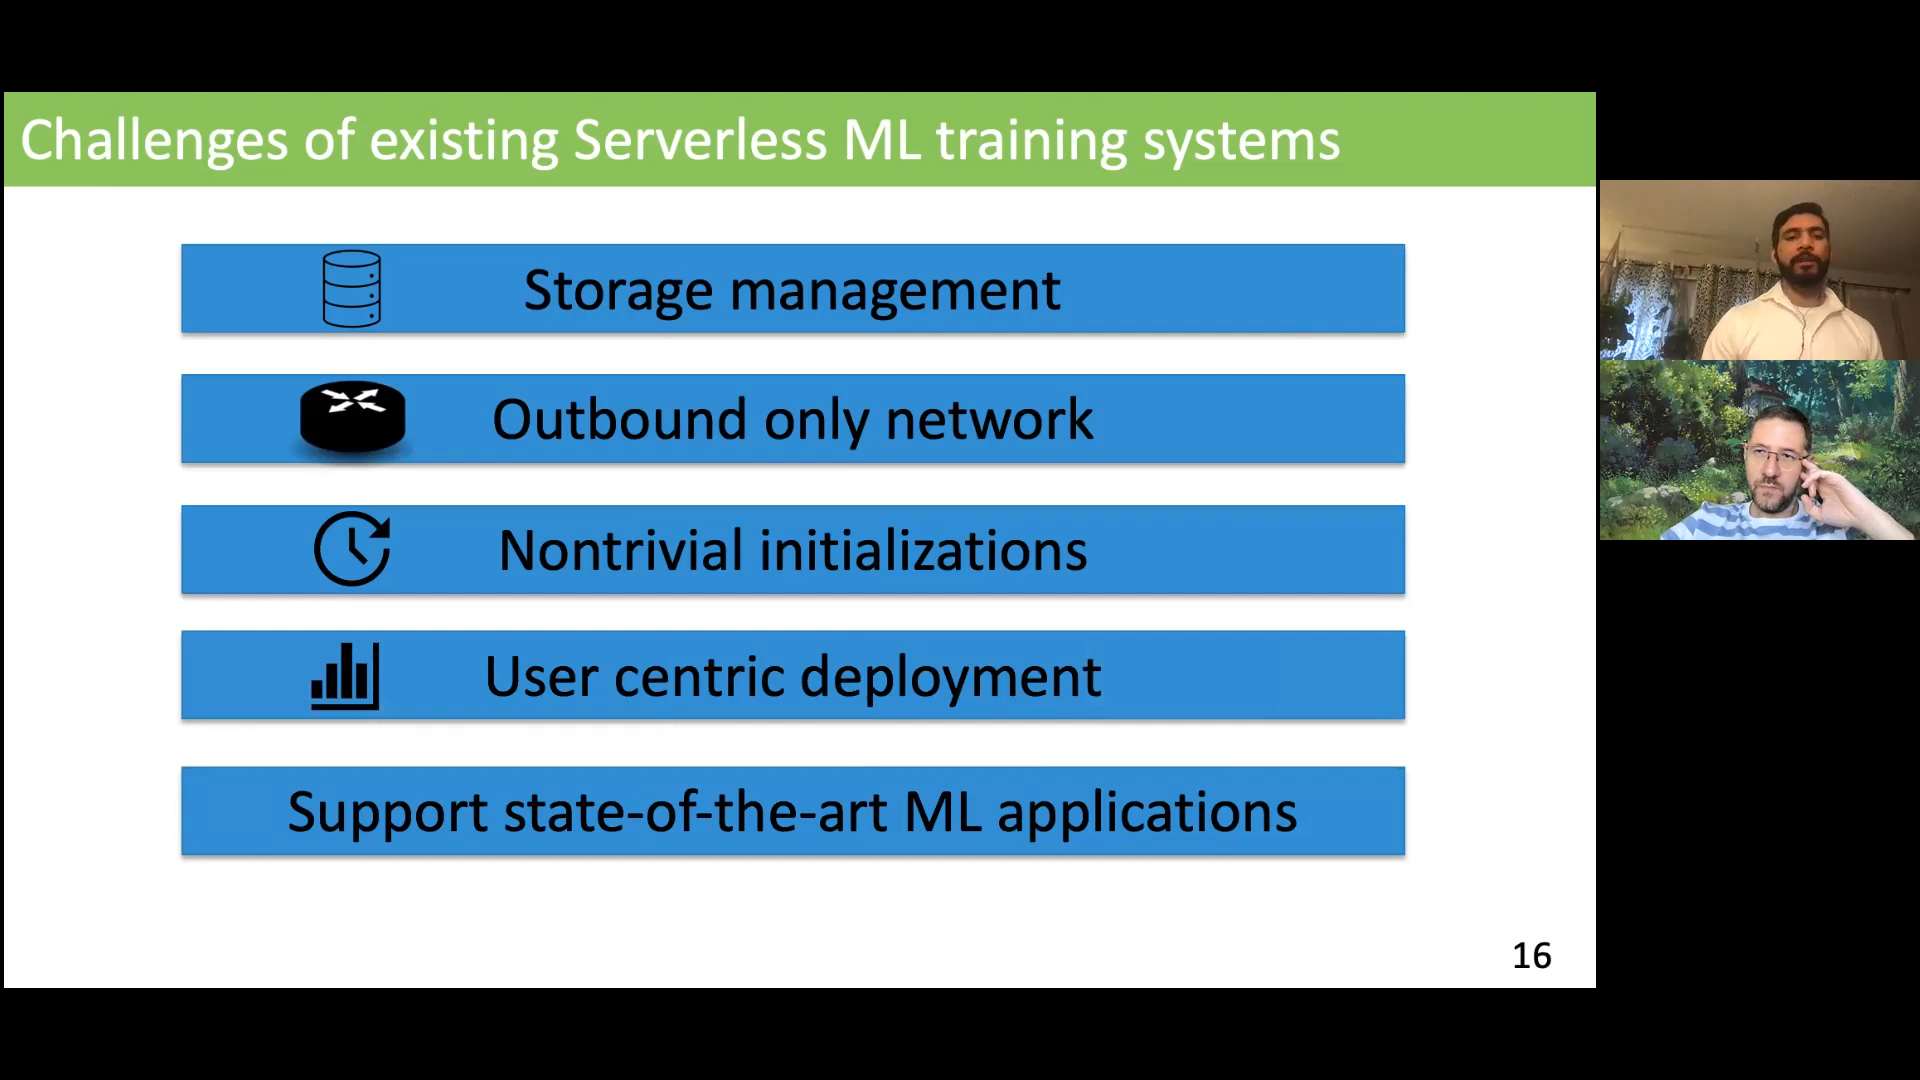 Challenges of existing Serverless ML training systems
Storage management
Outbound only network
Nontrivial initializations
User centric deployment
Support state-of-the-art ML applications
16